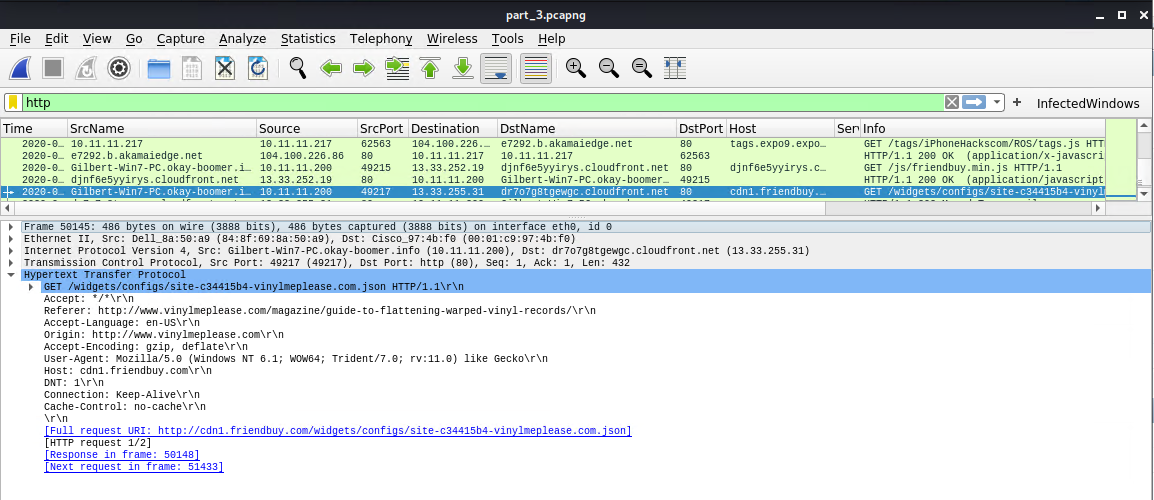 part_3.pcapng
File Edit View Go Capture Analyze Statistics Telephony Wireless Tools Help
http InfectedWindows
Time SrcName Source SrcPort Destination DstName DstPort Host Ser Info
2020-0… 10.11.11.217 10.11.11.217 62563 104.100.226.… e7292.b.akamaiedge.net 80 tags.expo9.expo… GET /tags/iPhoneHackscom/ROS/tags.js HTT
2020-0… e7292.b.akamaiedge.net 104.100.226.86 80 10.11.11.217 10.11.11.217 62563 HTTP/1.1 200 OK (application/x-javascri
2020-0… Gilbert-Win7-PC.okay-boomer.i… 10.11.11.200 49215 13.33.252.19 djnf6e5yyirys.cloudfront.net 80 djnf6e5yyirys.cl… GET /js/friendbuy.min.js HTTP/1.1
2020-0… djnf6e5yyirys.cloudfront.net 13.33.252.19 80 10.11.11.200 Gilbert-Win7-PC.okay-boomer… 49215 HTTP/1.1 200 OK (application/javascript
2020-0… Gilbert-Win7-PC.okay-boomer.i… 10.11.11.200 49217 13.33.255.31 dr7o7g8tgewgc.cloudfront.net 80 cdn1.friendbuy.… GET /widgets/configs/site-c34415b4-vinyl
Frame 50145: 486 bytes on wire (3888 bits), 486 bytes captured (3888 bits) on interface eth0, id 0
Ethernet II, Src: Dell_8a:50:a9 (84:8f:69:8a:50:a9), Dst: Cisco_97:4b:f0 (00:01:c9:97:4b:f0)
Internet Protocol Version 4, Src: Gilbert-Win7-PC.okay-boomer.info (10.11.11.200), Dst: dr7o7g8tgewgc.cloudfront.net (13.33.255.31)
Transmission Control Protocol, Src Port: 49217 (49217), Dst Port: http (80), Seq: 1, Ack: 1, Len: 432
Hypertext Transfer Protocol
GET /widgets/configs/site-c34415b4-vinylmeplease.com.json HTTP/1.1\r\n
Accept: */*\r\n
Referer: http://www.vinylmeplease.com/magazine/guide-to-flattening-warped-vinyl-records/\r\n
Accept-Language: en-US\r\n
Origin: http://www.vinylmeplease.com\r\n
Accept-Encoding: gzip, deflate\r\n
User-Agent: Mozilla/5.0 (Windows NT 6.1; WOW64; Trident/7.0; rv:11.0) like Gecko\r\n
Host: cdn1.friendbuy.com\r\n
DNT: 1\r\n
Connection: Keep-Alive\r\n
Cache-Control: no-cache\r\n
\r\n
[Full request URI: http://cdn1.friendbuy.com/widgets/configs/site-c34415b4-vinylmeplease.com.json]
[HTTP request 1/2]
[Response in frame: 50148]
[Next request in frame: 51433]